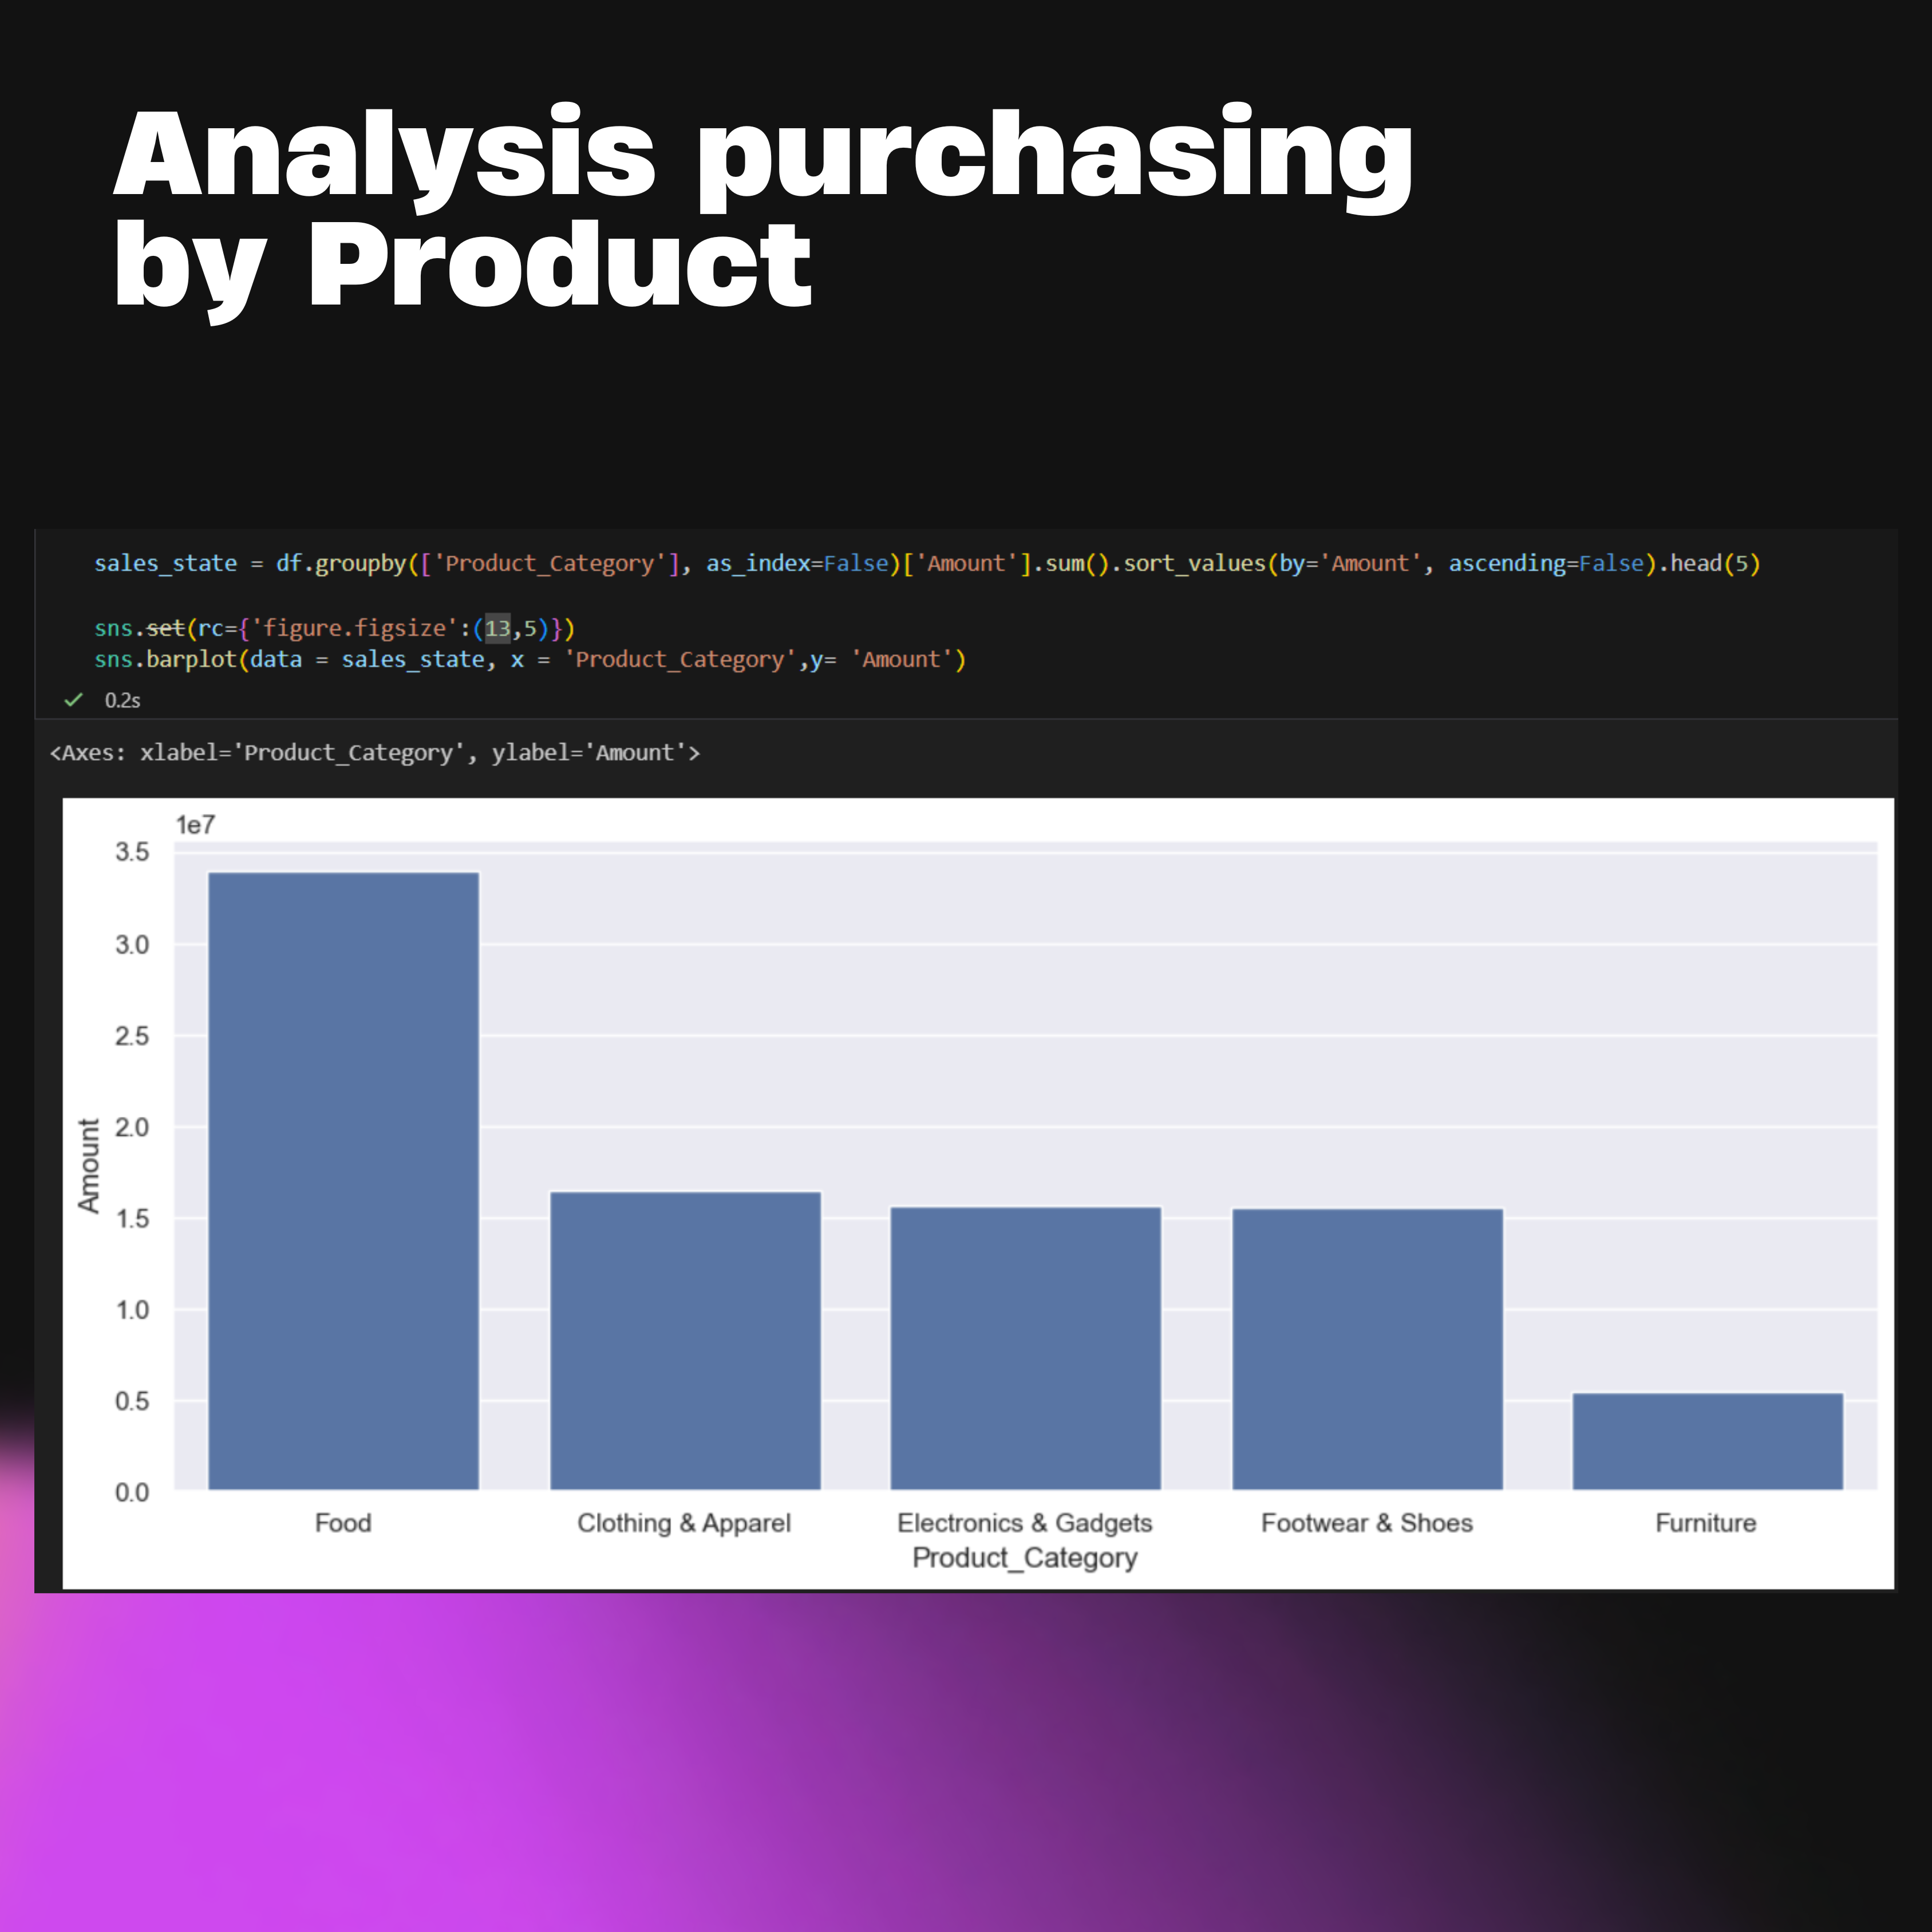 Analysis purchasing
by Product
sales_state = df.groupby(['Product_Category'], as_index=False)['Amount'].sum().sort_values(by='Amount', ascending=False).head(5)
sns.set(rc={'figure.figsize':(13,5)})
sns.barplot(data = sales_state, x = 'Product_Category',y= 'Amount')
0.2s
<Axes: xlabel='Product_Category', ylabel='Amount'>
1e7
3.5
3.0
2.5
2.0
1.5
1.0
0.5
0.0
Amount
Food Clothing & Apparel Electronics & Gadgets Footwear & Shoes Furniture
Product_Category